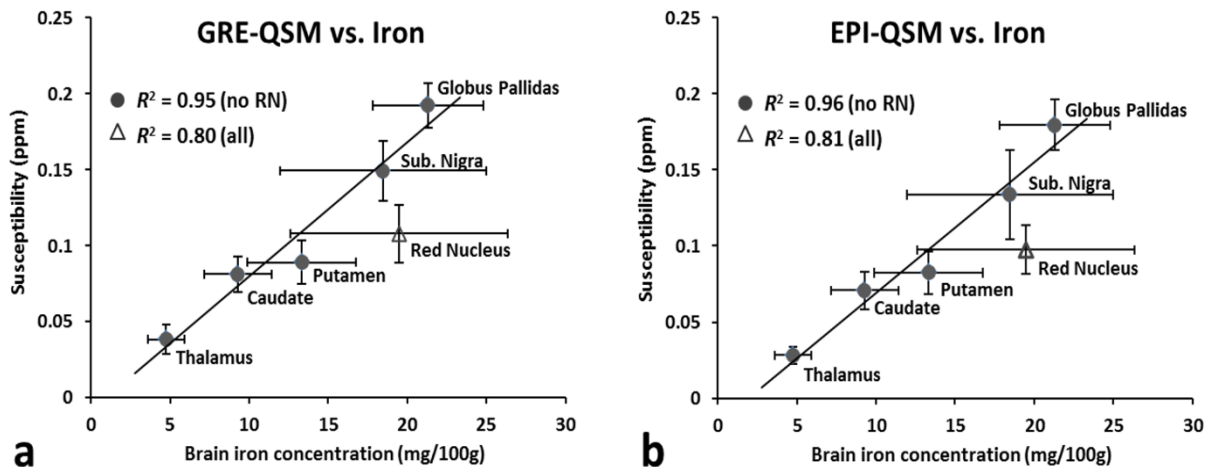 GRE-QSM vs. Iron
R² = 0.95 (no RN)
R² = 0.80 (all)
Globus Pallidas
Sub. Nigra
Red Nucleus
Putamen
Caudate
Thalamus
Susceptibility (ppm)
0.25
0.2
0.15
0.1
0.05
0
0 5 10 15 20 25 30
Brain iron concentration (mg/100g)
a
EPI-QSM vs. Iron
R² = 0.96 (no RN)
R² = 0.81 (all)
Globus Pallidas
Sub. Nigra
Red Nucleus
Putamen
Caudate
Thalamus
Susceptibility (ppm)
0.25
0.2
0.15
0.1
0.05
0
0 5 10 15 20 25 30
Brain iron concentration (mg/100g)
b